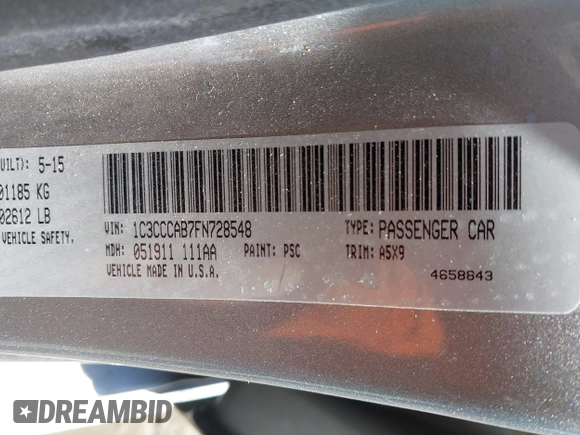 VILT): 5-15
01185 KG
02612 LB
VEHICLE SAFETY,
VIN: 1C3CCCAB7FN728548 TYPE: PASSENGER CAR
MDH: 051911 111AA PAINT: PSC TRIM: A5X9
VEHICLE MADE IN U.S.A.
4658843
DREAMBID